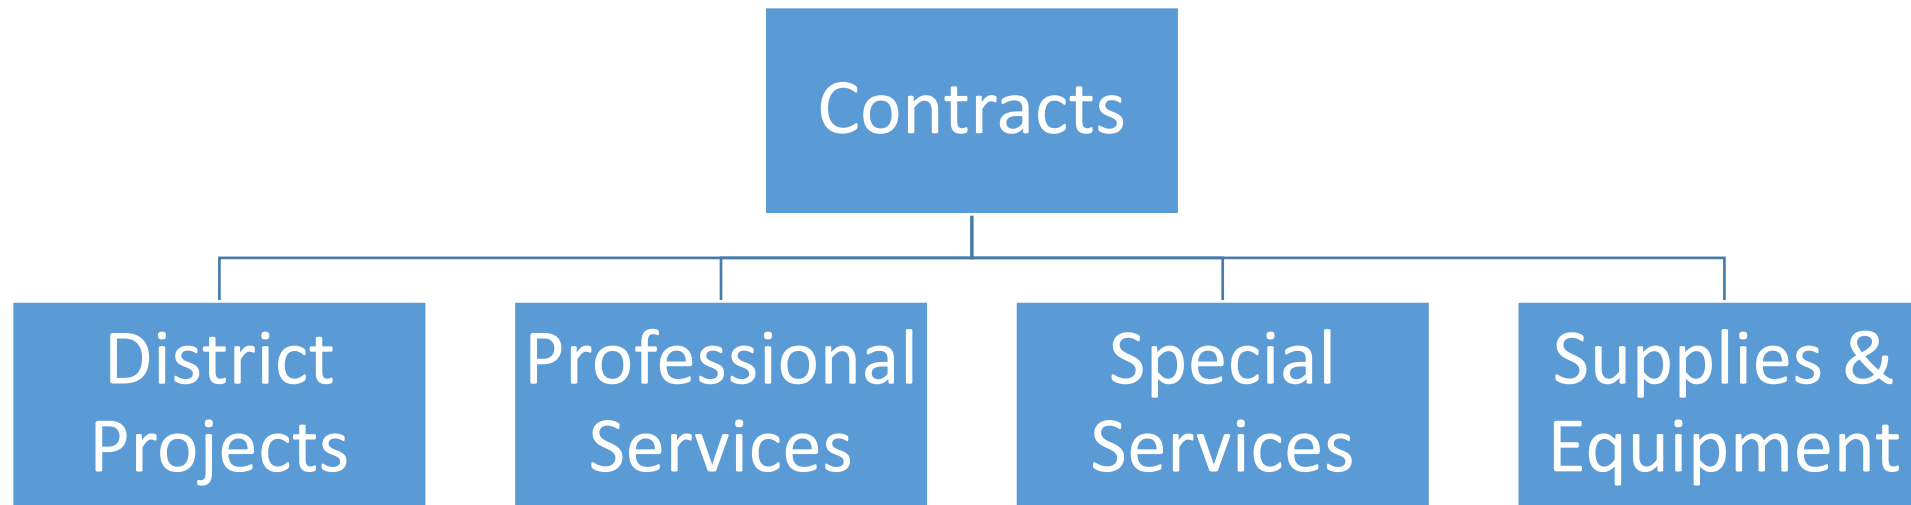 Contracts
District
Projects
Professional
Services
Special
Services
Supplies &
Equipment